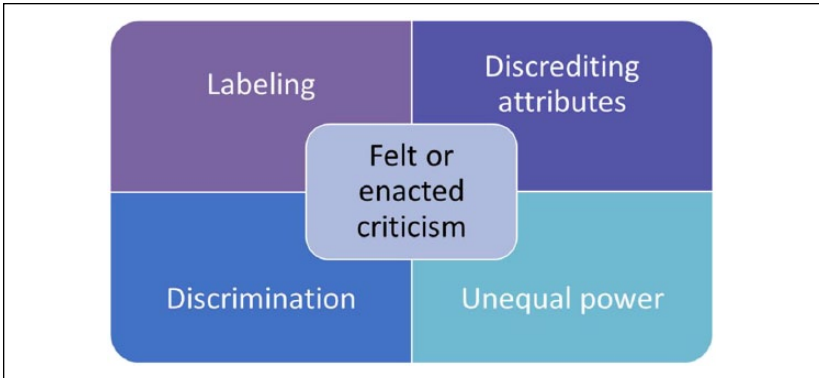 Labeling
Discrediting
attributes
Felt or
enacted
criticism
Discrimination
Unequal power